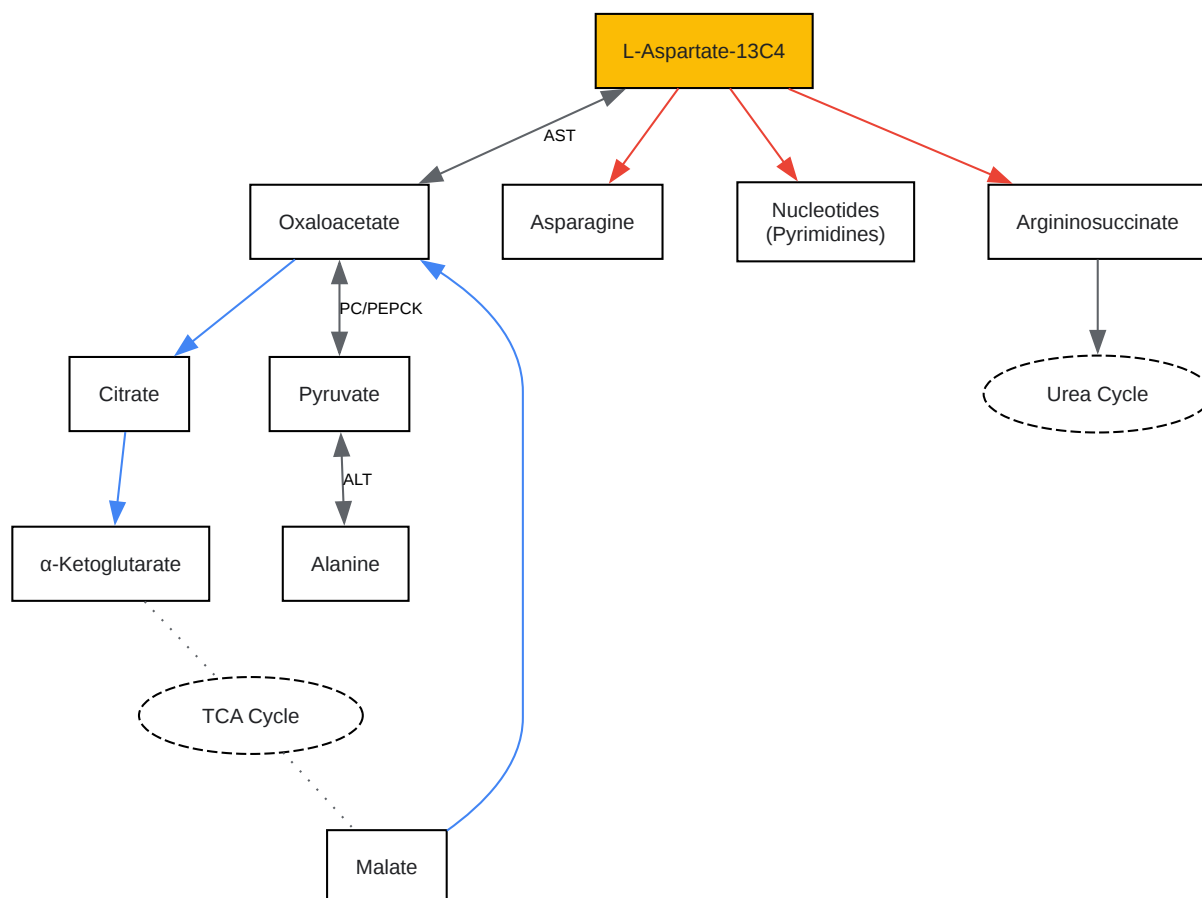 L-Aspartate-13C4
AST
Oxaloacetate
Asparagine
Nucleotides
(Pyrimidines)
Argininosuccinate
PC/PEPCK
Citrate
Pyruvate
Urea Cycle
ALT
α-Ketoglutarate
Alanine
TCA Cycle
Malate